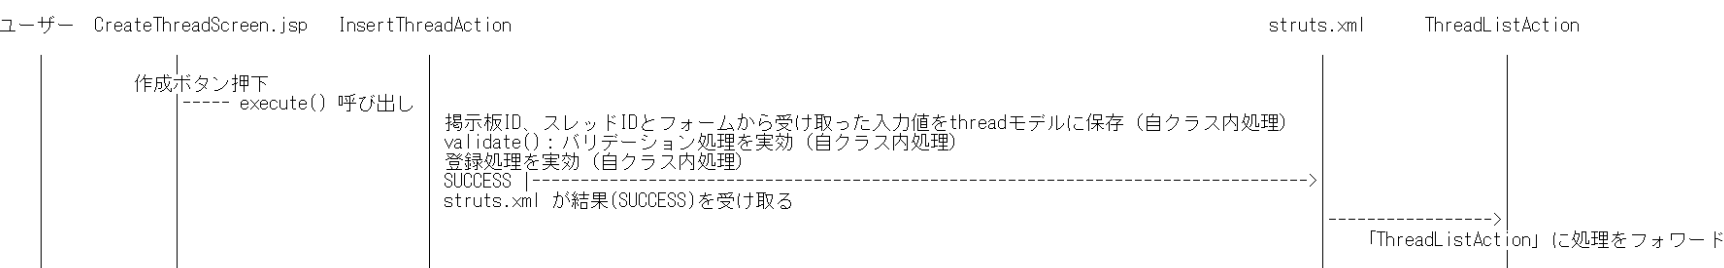 ユーザー CreateThreadScreen.jsp InsertThreadAction struts.xml ThreadListAction
作成ボタン押下
|----- execute() 呼び出し
掲示板ID、スレッドIDとフォームから受け取った入力値をthreadモデルに保存 (自クラス内処理)
validate()：バリデーション処理を実効 (自クラス内処理)
登録処理を実効 (自クラス内処理)
SUCCESS |-------------------------------------------------------------------------------->
struts.xml が結果(SUCCESS)を受け取る
----------------->
「ThreadListAction」に処理をフォワード